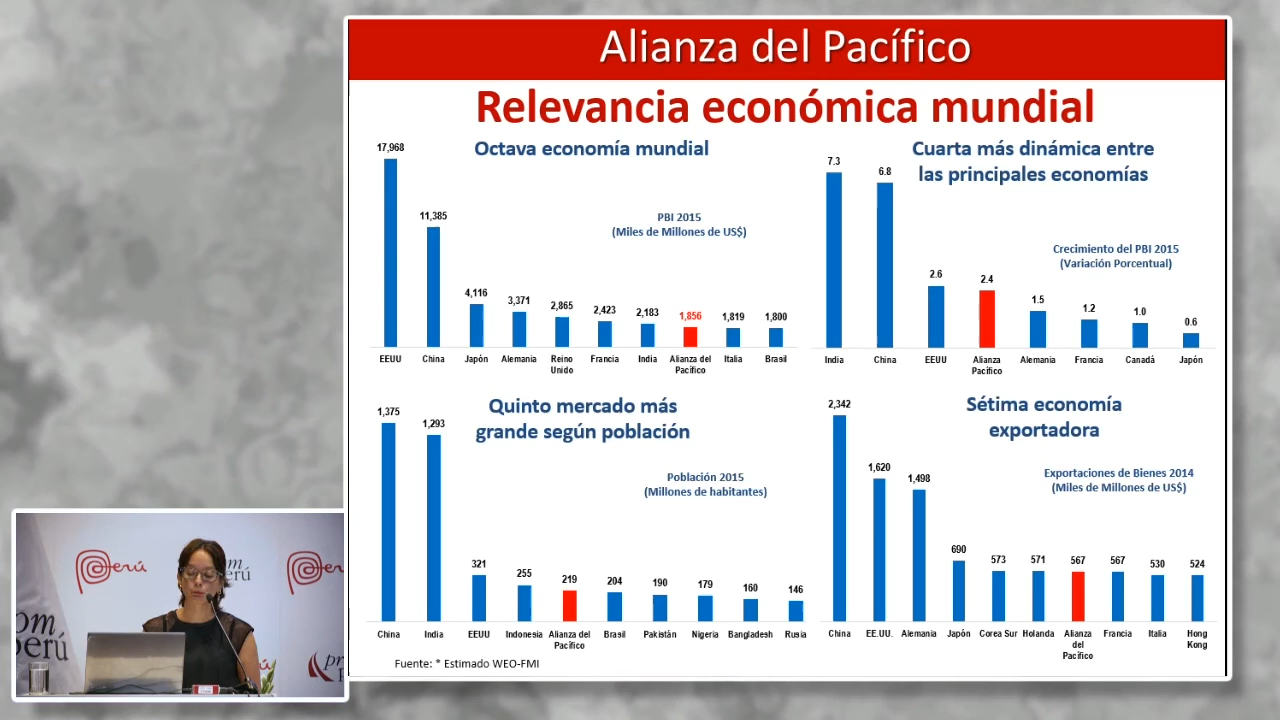 Alianza del Pacífico
Relevancia económica mundial
Octava economía mundial
PBI 2015
(Miles de Millones de US$)
17,968
11,385
4,116
3,371
2,865
2,423
2,183
1,856
1,819
1,800
EEUU
China
Japón
Alemania
Reino
Unido
Francia
India
Alianza del
Pacífico
Italia
Brasil
Cuarta más dinámica entre
las principales economías
Crecimiento del PBI 2015
(Variación Porcentual)
7.3
6.8
2.6
2.4
1.5
1.2
1.0
0.6
India
China
EEUU
Alianza
Pacífico
Alemania
Francia
Canadá
Japón
Quinto mercado más
grande según población
Población 2015
(Millones de habitantes)
1,375
1,293
321
255
219
204
190
179
160
146
China
India
EEUU
Indonesia
Alianza del
Pacífico
Brasil
Pakistán
Nigeria
Bangladesh
Rusia
Sétima economía
exportadora
Exportaciones de Bienes 2014
(Miles de Millones de US$)
2,342
1,620
1,498
690
573
571
567
567
530
524
China
EE.UU.
Alemania
Japón
Corea Sur
Holanda
Alianza
del
Pacífico
Francia
Italia
Hong
Kong
Fuente: * Estimado WEO-FMI
Perú
om
perú